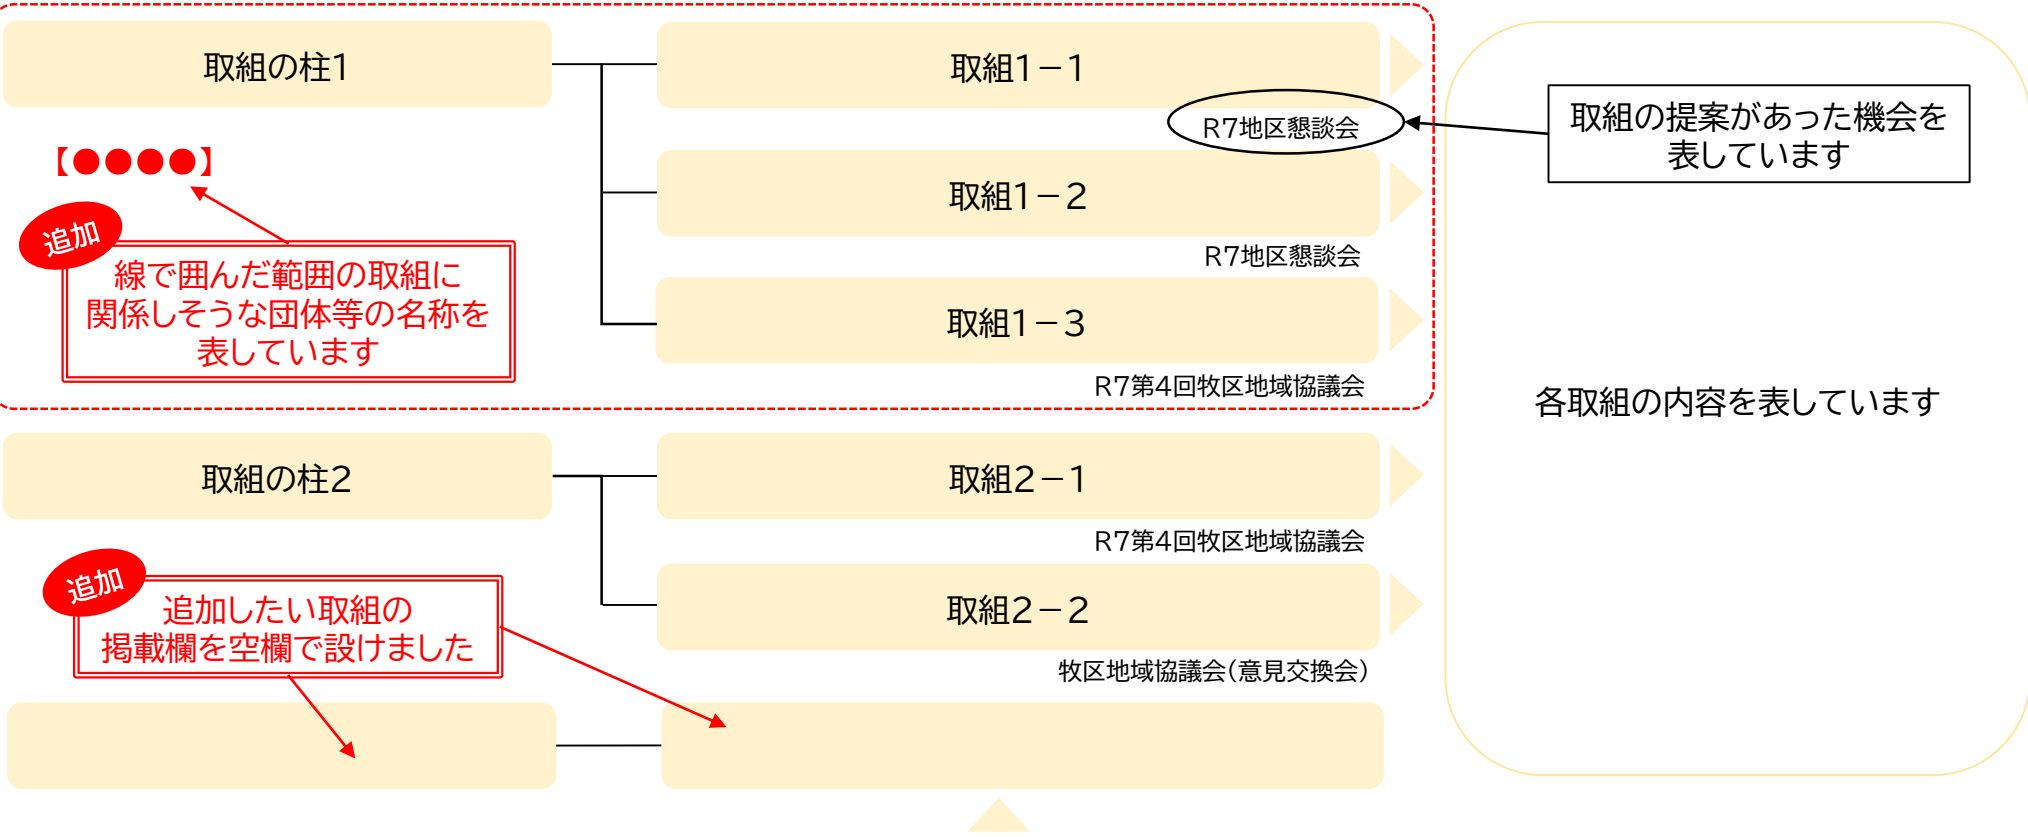 取組の柱1
取組1－1
R7地区懇談会
取組の提案があった機会を
表しています
【●●●●】
取組1－2
R7地区懇談会
追加
線で囲んだ範囲の取組に
関係しそうな団体等の名称を
表しています
取組1－3
R7第4回牧区地域協議会
各取組の内容を表しています
取組の柱2
取組2－1
R7第4回牧区地域協議会
追加
追加したい取組の
掲載欄を空欄で設けました
取組2－2
牧区地域協議会(意見交換会)